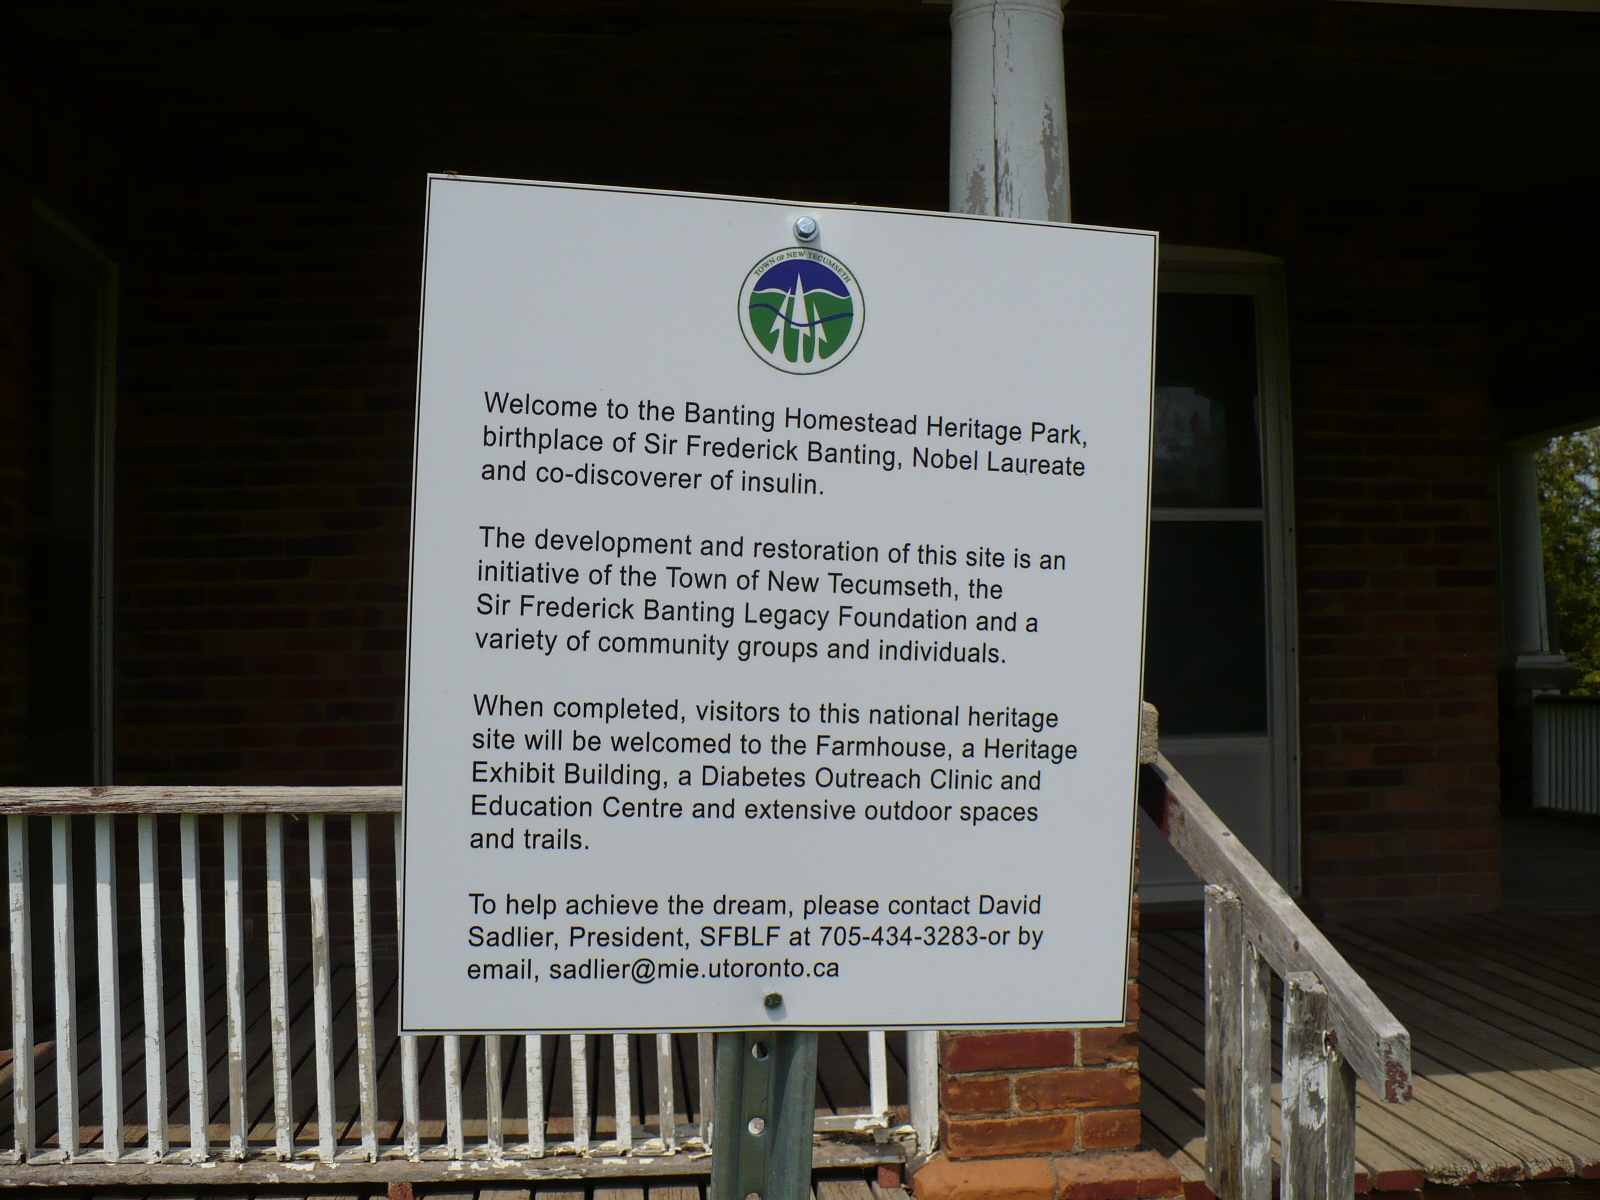 TOWN OF NEW TECUMSETH
Welcome to the Banting Homestead Heritage Park,
birthplace of Sir Frederick Banting, Nobel Laureate
and co-discoverer of insulin.
The development and restoration of this site is an
initiative of the Town of New Tecumseth, the
Sir Frederick Banting Legacy Foundation and a
variety of community groups and individuals.
When completed, visitors to this national heritage
site will be welcomed to the Farmhouse, a Heritage
Exhibit Building, a Diabetes Outreach Clinic and
Education Centre and extensive outdoor spaces
and trails.
To help achieve the dream, please contact David
Sadlier, President, SFBLF at 705-434-3283-or by
email, sadlier@mie.utoronto.ca